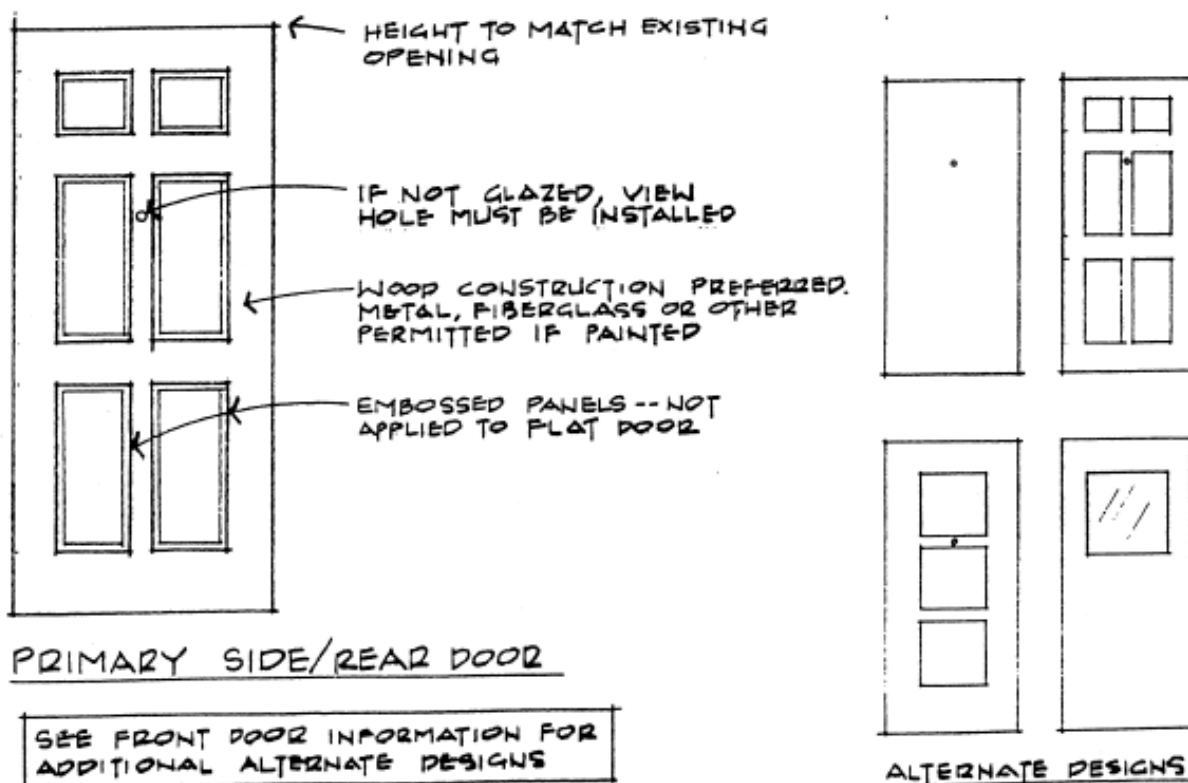 HEIGHT TO MATCH EXISTING
OPENING
IF NOT GLAZED, VIEW
HOLE MUST BE INSTALLED
WOOD CONSTRUCTION PREFERRED.
METAL, FIBERGLASS OR OTHER
PERMITTED IF PAINTED
EMBOSSED PANELS -- NOT
APPLIED TO FLAT DOOR
PRIMARY SIDE/REAR DOOR
SEE FRONT DOOR INFORMATION FOR
ADDITIONAL ALTERNATE DESIGNS
ALTERNATE DESIGNS